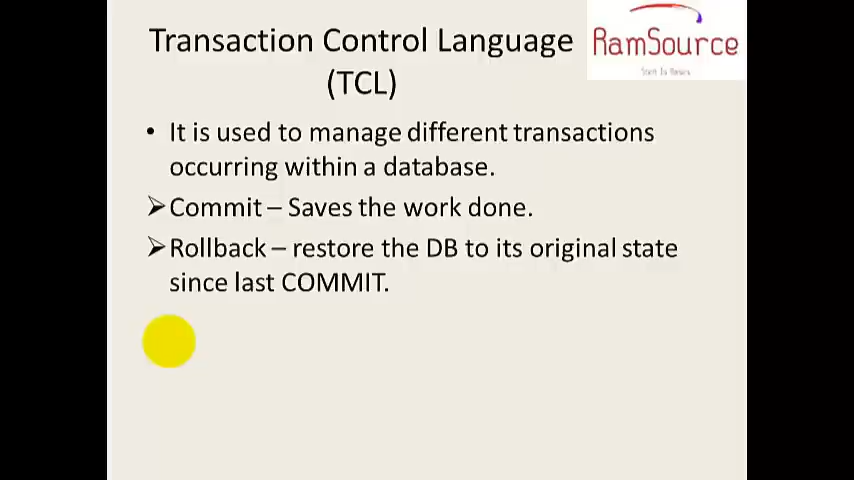 Transaction Control Language
(TCL)
RamSource
• It is used to manage different transactions
occurring within a database.
➢Commit – Saves the work done.
➢Rollback – restore the DB to its original state
since last COMMIT.